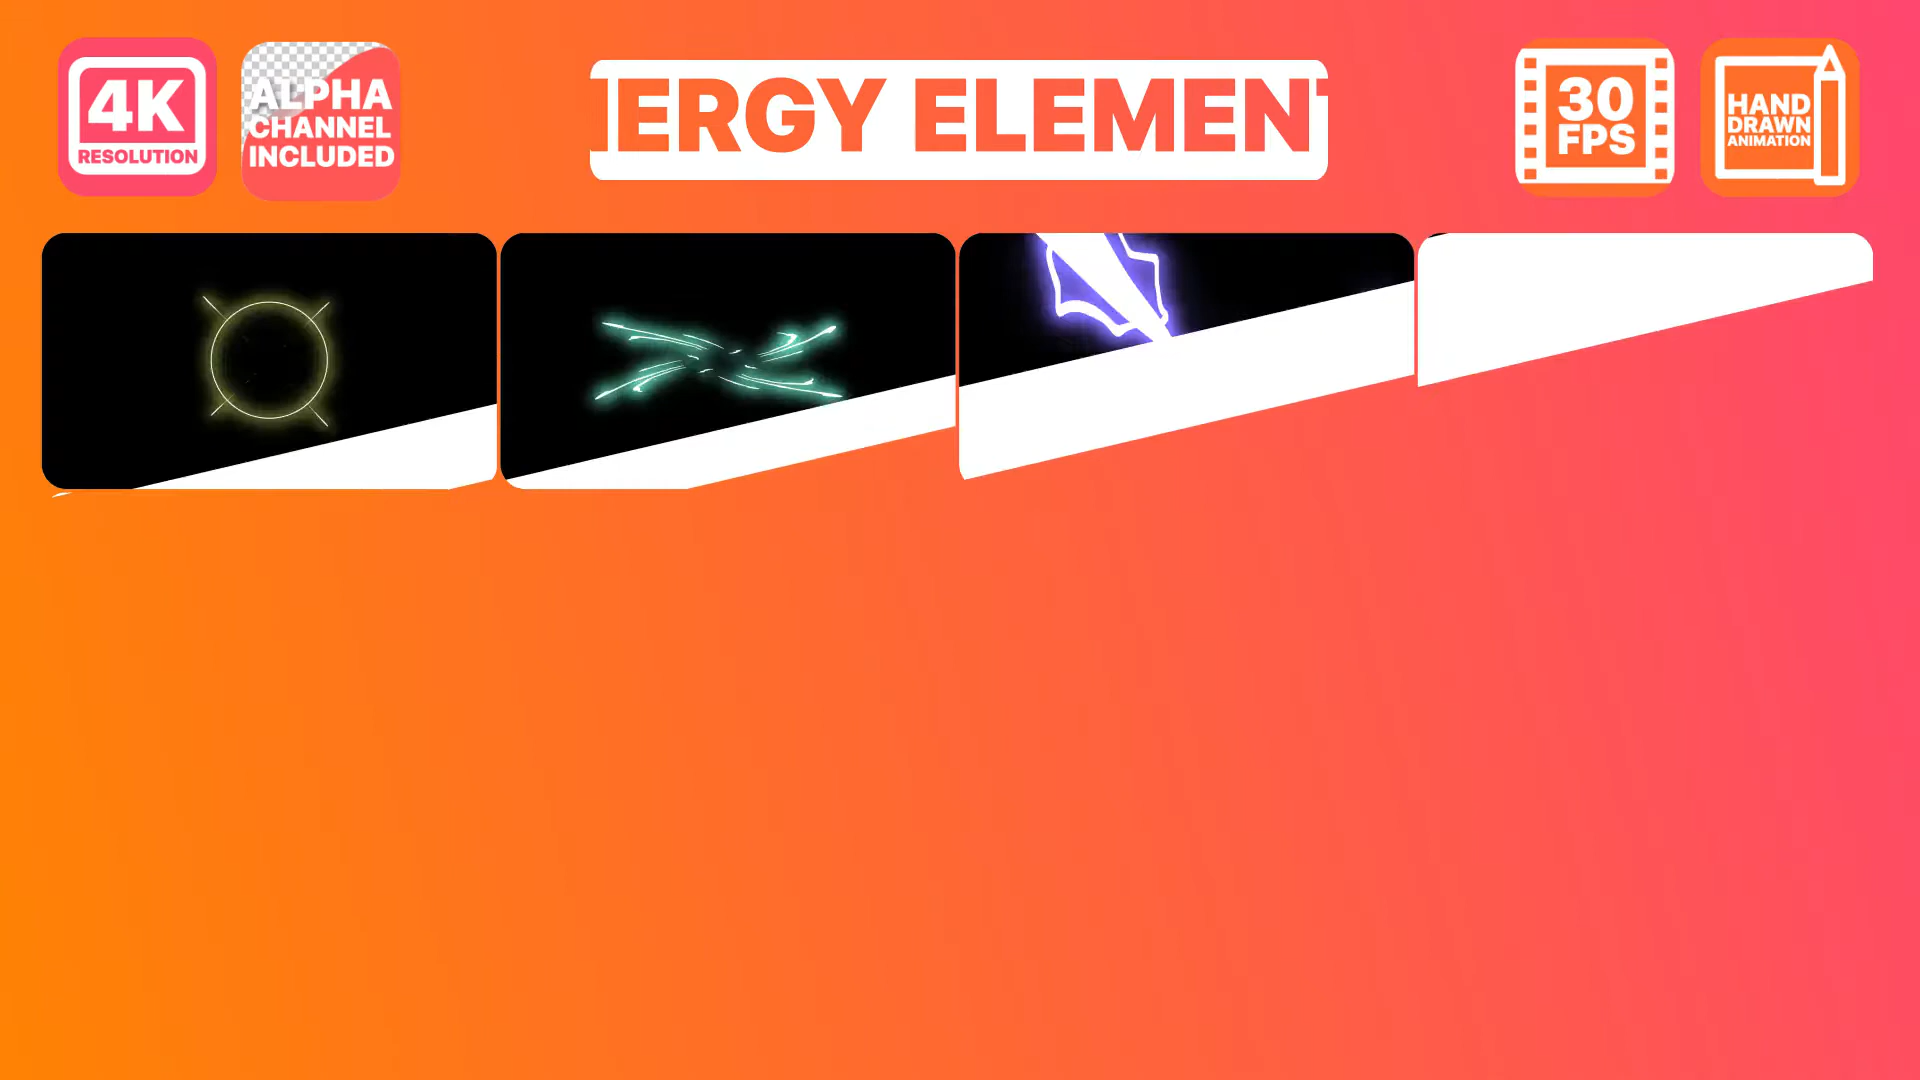 4K
RESOLUTION
ALPHA
CHANNEL
INCLUDED
ERGY ELEMEN
30
FPS
HAND
DRAWN
ANIMATION